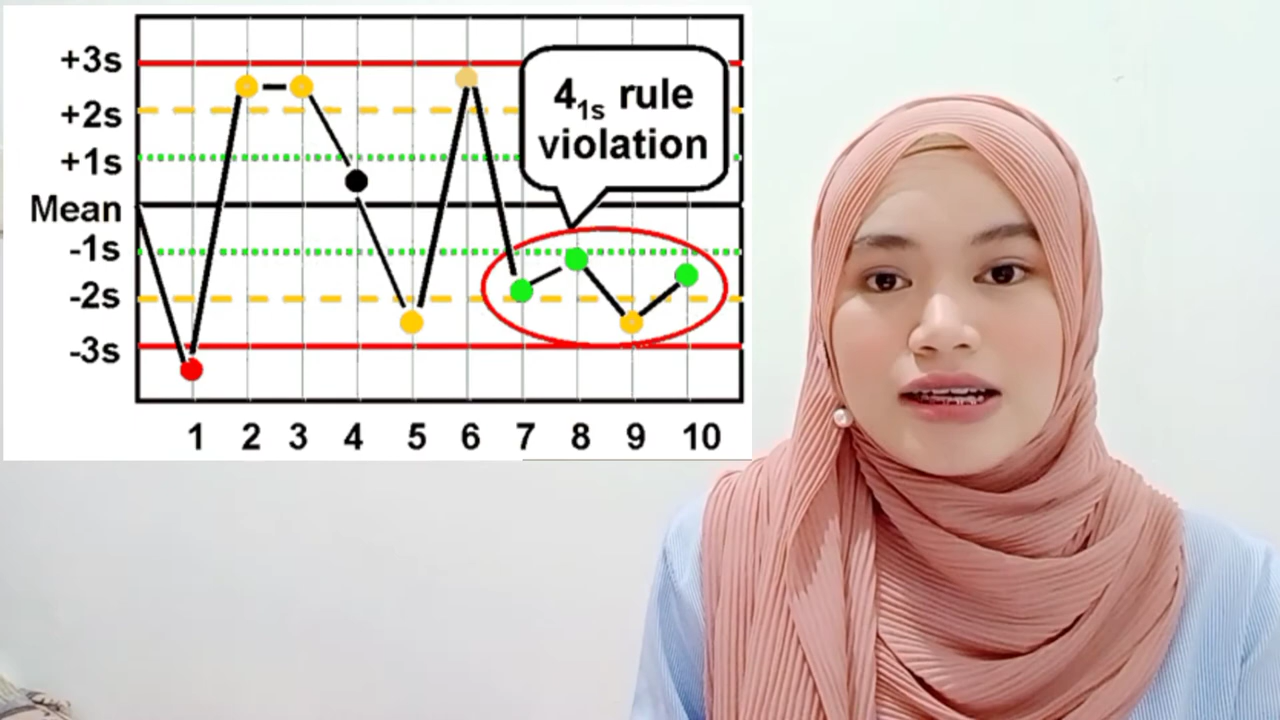 +3s
+2s
+1s
Mean
-1s
-2s
-3s
41s rule
violation
1 2 3 4 5 6 7 8 9 10